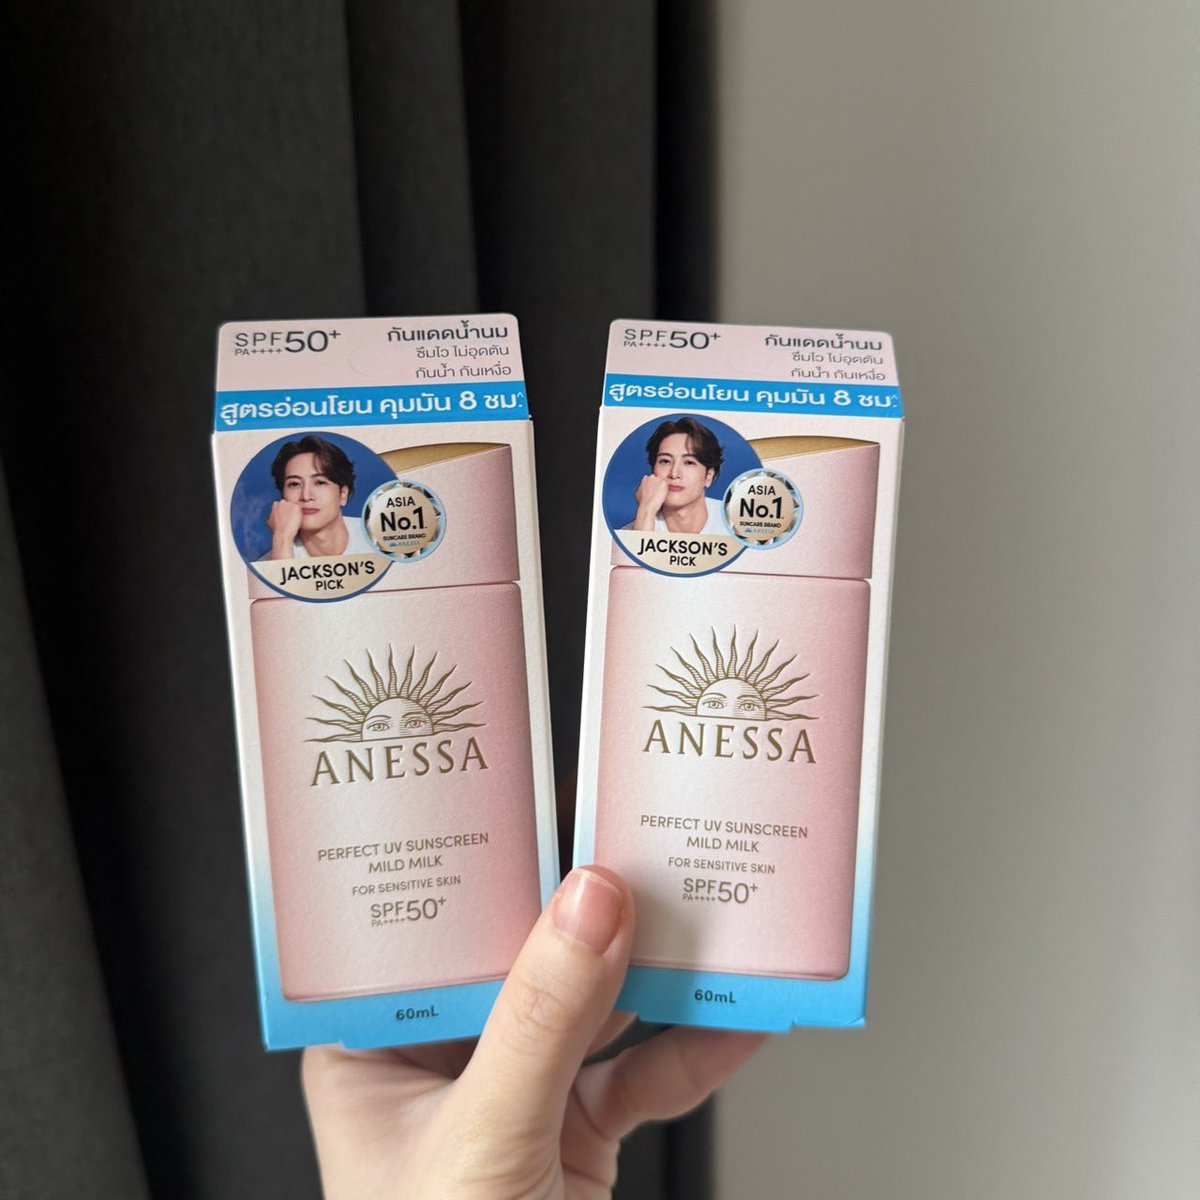 SPF50+
PA++++
กันแดดน้ำนม
ซึมไว ไม่อุดตัน
กันน้ำ กันเหงื่อ
สูตรอ่อนโยน คุมมัน 8 ชม.^
ASIA
No.1
SUNCARE BRAND
ANESSA
JACKSON'S
PICK
ANESSA
PERFECT UV SUNSCREEN
MILD MILK
FOR SENSITIVE SKIN
SPF50+
PA++++
60mL
SPF50+
PA++++
กันแดดน้ำนม
ซึมไว ไม่อุดตัน
กันน้ำ กันเหงื่อ
สูตรอ่อนโยน คุมมัน 8 ชม.^
ASIA
No.1
SUNCARE BRAND
ANESSA
JACKSON'S
PICK
ANESSA
PERFECT UV SUNSCREEN
MILD MILK
FOR SENSITIVE SKIN
SPF50+
PA++++
60mL